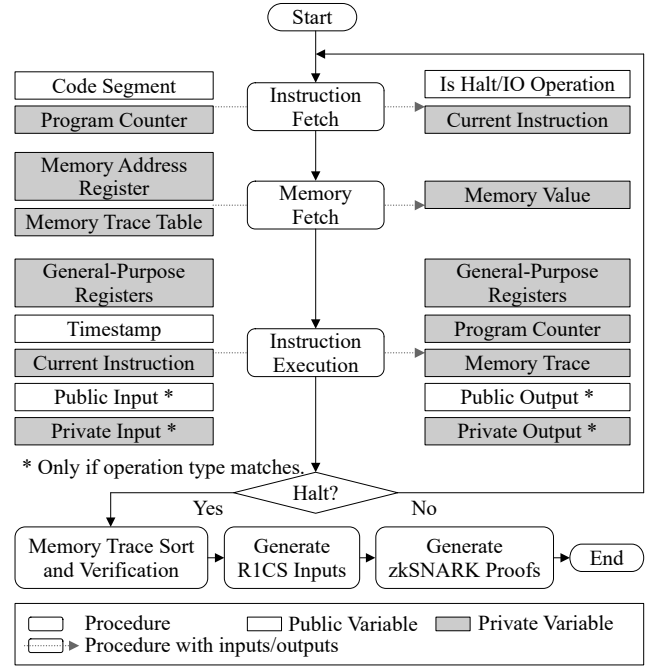 Start
Code Segment
Program Counter
Instruction
Fetch
Is Halt/IO Operation
Current Instruction
Memory Address
Register
Memory Trace Table
Memory
Fetch
Memory Value
General-Purpose
Registers
Timestamp
Current Instruction
Public Input *
Private Input *
Instruction
Execution
General-Purpose
Registers
Program Counter
Memory Trace
Public Output *
Private Output *
* Only if operation type matches.
Halt?
Yes
No
Memory Trace Sort
and Verification
Generate
R1CS Inputs
Generate
zkSNARK Proofs
End
Procedure
Public Variable
Private Variable
Procedure with inputs/outputs